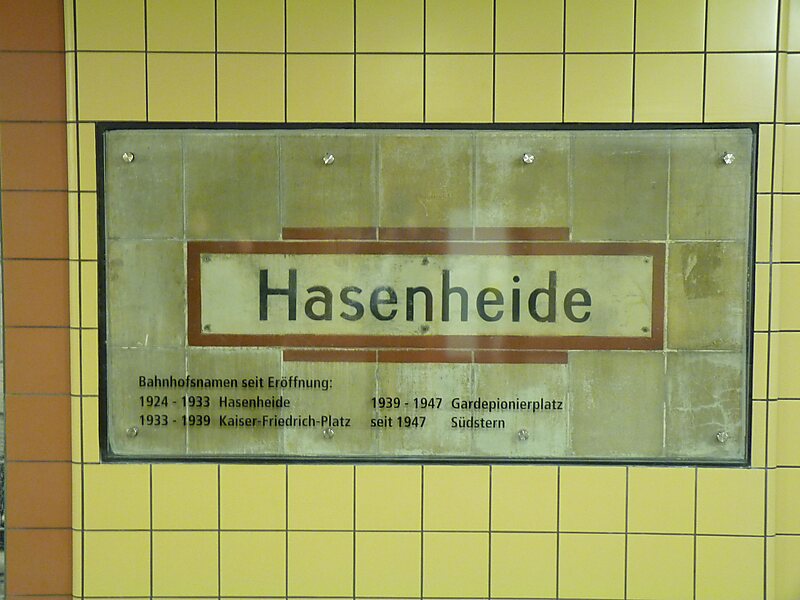 Hasenheide
Bahnhofsnamen seit Eröffnung:
1924 - 1933 Hasenheide 1939 - 1947 Gardepionierplatz
1933 - 1939 Kaiser-Friedrich-Platz seit 1947 Südstern